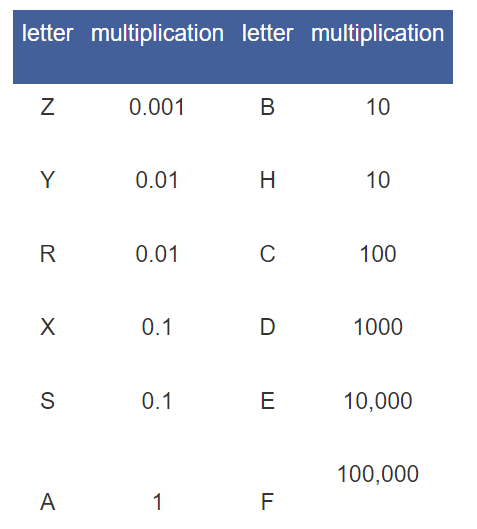 letter multiplication letter multiplication
Z 0.001 B 10
Y 0.01 H 10
R 0.01 C 100
X 0.1 D 1000
S 0.1 E 10,000
A 1 F 100,000